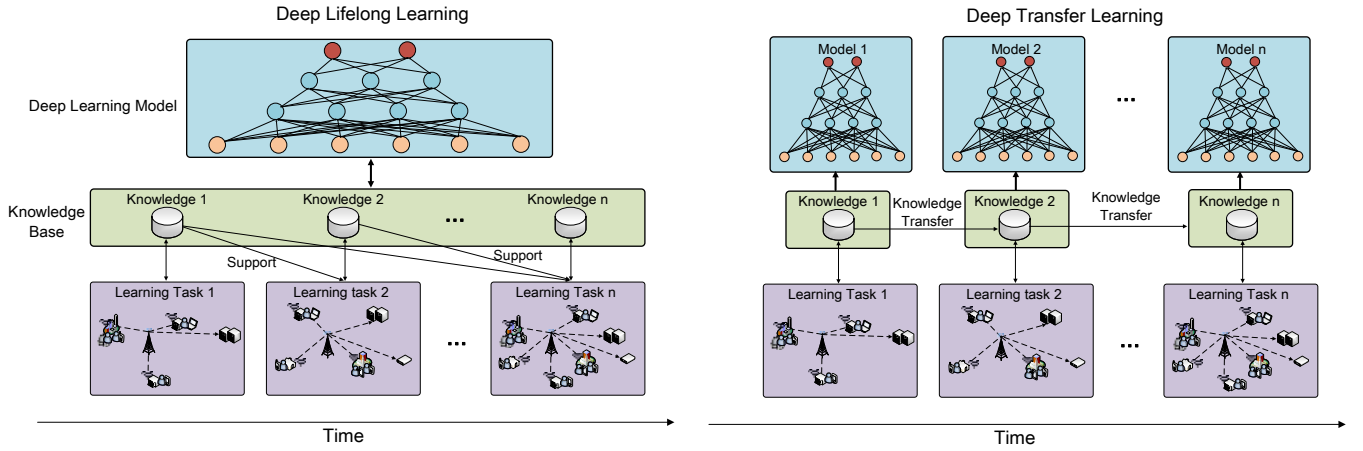 Deep Lifelong Learning
Deep Learning Model
Knowledge
Base
Knowledge 1
Knowledge 2
...
Knowledge n
Support
Support
Learning Task 1
Learning task 2
...
Learning Task n
Time
Deep Transfer Learning
Model 1
Model 2
...
Model n
Knowledge 1
Knowledge
Transfer
Knowledge 2
Knowledge
Transfer
Knowledge n
Learning Task 1
Learning task 2
...
Learning Task n
Time